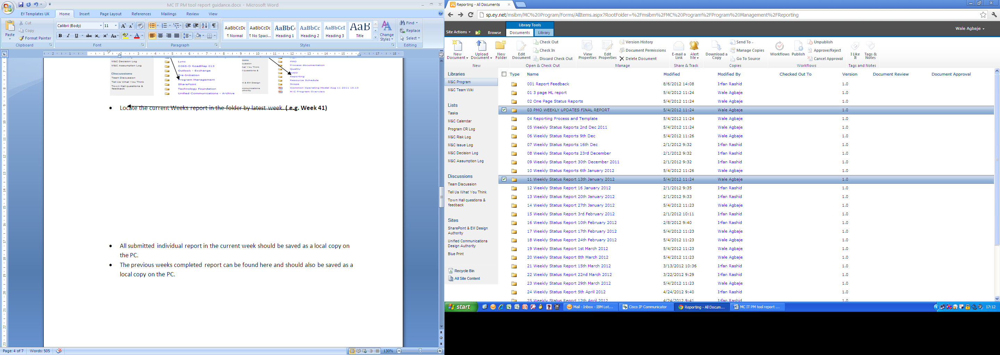 MC IT PM tool report guidance.docx - Microsoft Word
EY Templates UK Home Insert Page Layout References Mailings Review View
Paste
Cut
Copy
Format Painter
Clipboard
Calibri (Body) 11
Font
Paragraph
AaBbCcDc AaBbCcDc AaBbC AaBbCc AaBbCcI AaB
¶ Normal ¶ No Spaci... Heading 1 Heading 2 Heading 3 Title
Change Styles
Styles
Find
Replace
Select
Editing
M&C Decision Log
M&C Assumption Log
Discussions
Team Discussion
Tell Us What You Think
Town Hall questions &
feedback
Lync
O365-D RoadMap 013
Outlook - Exchange
Pre-Initiation
Program Management
SharePoint
Technology Foundation
Unified Communications - Archive
PMO
Process documentation
Quality
RAID
Reporting
Resource Schedule
Scope
Common Operating Model Aug 11 2011 v0.13
M C Program Overview
• Locate the current Weeks report in the folder by latest week. ( e.g. Week 41)
• All submitted individual report in the current week should be saved as a local copy on
the PC.
• The previous weeks completed report can be found here and should also be saved as a
local copy on the PC.
Page: 4 of 7 Words: 505 130%
Reporting - All Documents
sp.ey.net/msibm/MC%20Program/Forms/AllItems.aspx?RootFolder=%2Fmsibm%2FMC%20Program%2FProgram%20Management%2FReporting
Library Tools
Site Actions Browse Documents Library Wale Agbaje
New Document
Upload Document
New Folder
New
Edit Document
Check Out
Check In
Discard Check Out
Open & Check Out
View Properties
Edit Properties
Version History
Document Permissions
Delete Document
Manage
E-mail a Link
Alert Me
Share & Track
Download a Copy
Send To
Manage Copies
Go To Source
Copies
Workflows
Publish
Unpublish
Approve/Reject
Cancel Approval
Workflows
I Like It
Tags & Notes
Tags and Notes
Libraries
M&C Program
M&C Team Wiki
Lists
Tasks
M&C Calendar
Program CR Log
M&C Risk Log
M&C Issue Log
M&C Decision Log
M&C Assumption Log
Discussions
Team Discussion
Tell Us What You Think
Town Hall questions &
feedback
Sites
SharePoint & EM Design
Authority
Unified Communications
Design Authority
Blue Print
Recycle Bin
All Site Content
Type Name Modified Modified By Checked Out To Version Document Review Document Approval
001 Report Feedback 8/6/2012 14:08 Irfan Rashid 1.0
01 3 page HL report 5/4/2012 11:24 Wale Agbaje 1.0
02 One Page Status Reports 5/4/2012 11:24 Wale Agbaje 1.0
03 PMO WEEKLY UPDATES FINAL REPORT 5/4/2012 11:24 Wale Agbaje 1.0
04 Reporting Process and Template 5/4/2012 11:24 Wale Agbaje 1.0
05 Weekly Status Reports 2nd Dec 2011 5/4/2012 11:24 Wale Agbaje 1.0
06 Weekly Status Reports 9th Dec 5/4/2012 11:26 Wale Agbaje 1.0
07 Weekly Status Reports 16th Dec 2/1/2012 9:32 Irfan Rashid 1.0
08 Weekly Status Reports 23rd December 2/1/2012 9:32 Irfan Rashid 1.0
09 Weekly Status Report 30th December 2011 2/1/2012 9:32 Irfan Rashid 1.0
10 Weekly Status Reports 6th January 2012 5/4/2012 11:26 Wale Agbaje 1.0
11 Weekly Status Report 13th January 2012 5/4/2012 11:24 Wale Agbaje 1.0
12 Weekly Status Report 16 January 2012 2/1/2012 9:35 Irfan Rashid 1.0
13 Weekly Status Report 20th January 2012 2/1/2012 9:33 Irfan Rashid 1.0
14 Weekly Status Report 27th January 2012 5/4/2012 11:23 Wale Agbaje 1.0
15 Weekly Status Report 3rd February 2012 2/1/2012 10:11 Irfan Rashid 1.0
16 Weekly Status Report 10th February 2012 2/8/2012 9:40 Irfan Rashid 1.0
17 Weekly Status Report 17th February 2012 5/4/2012 11:23 Wale Agbaje 1.0
18 Weekly Status Report 24th February 2012 5/4/2012 11:23 Wale Agbaje 1.0
19 Weekly Status Report 1st March 2012 5/4/2012 11:23 Wale Agbaje 1.0
20 Weekly Status Report 8th March 2012 5/4/2012 11:23 Wale Agbaje 1.0
21 Weekly Status Report 15th March 2012 3/13/2012 10:36 Irfan Rashid 1.0
22 Weekly Status Report 22nd March 2012 3/22/2012 9:29 Irfan Rashid 1.0
23 Weekly Status Report 29th March 2012 5/4/2012 11:23 Wale Agbaje 1.0
24 Weekly Status Report 5th April 2012 4/24/2012 9:40 Irfan Rashid 1.0
25 Weekly Status Report 12th April 2012 4/24/2012 9:41 Irfan Rashid 1.0
start Mail - Inbox - IBM Lot... Cisco IP Communicator Reporting - All Docum... MC IT PM tool report ... 17:12